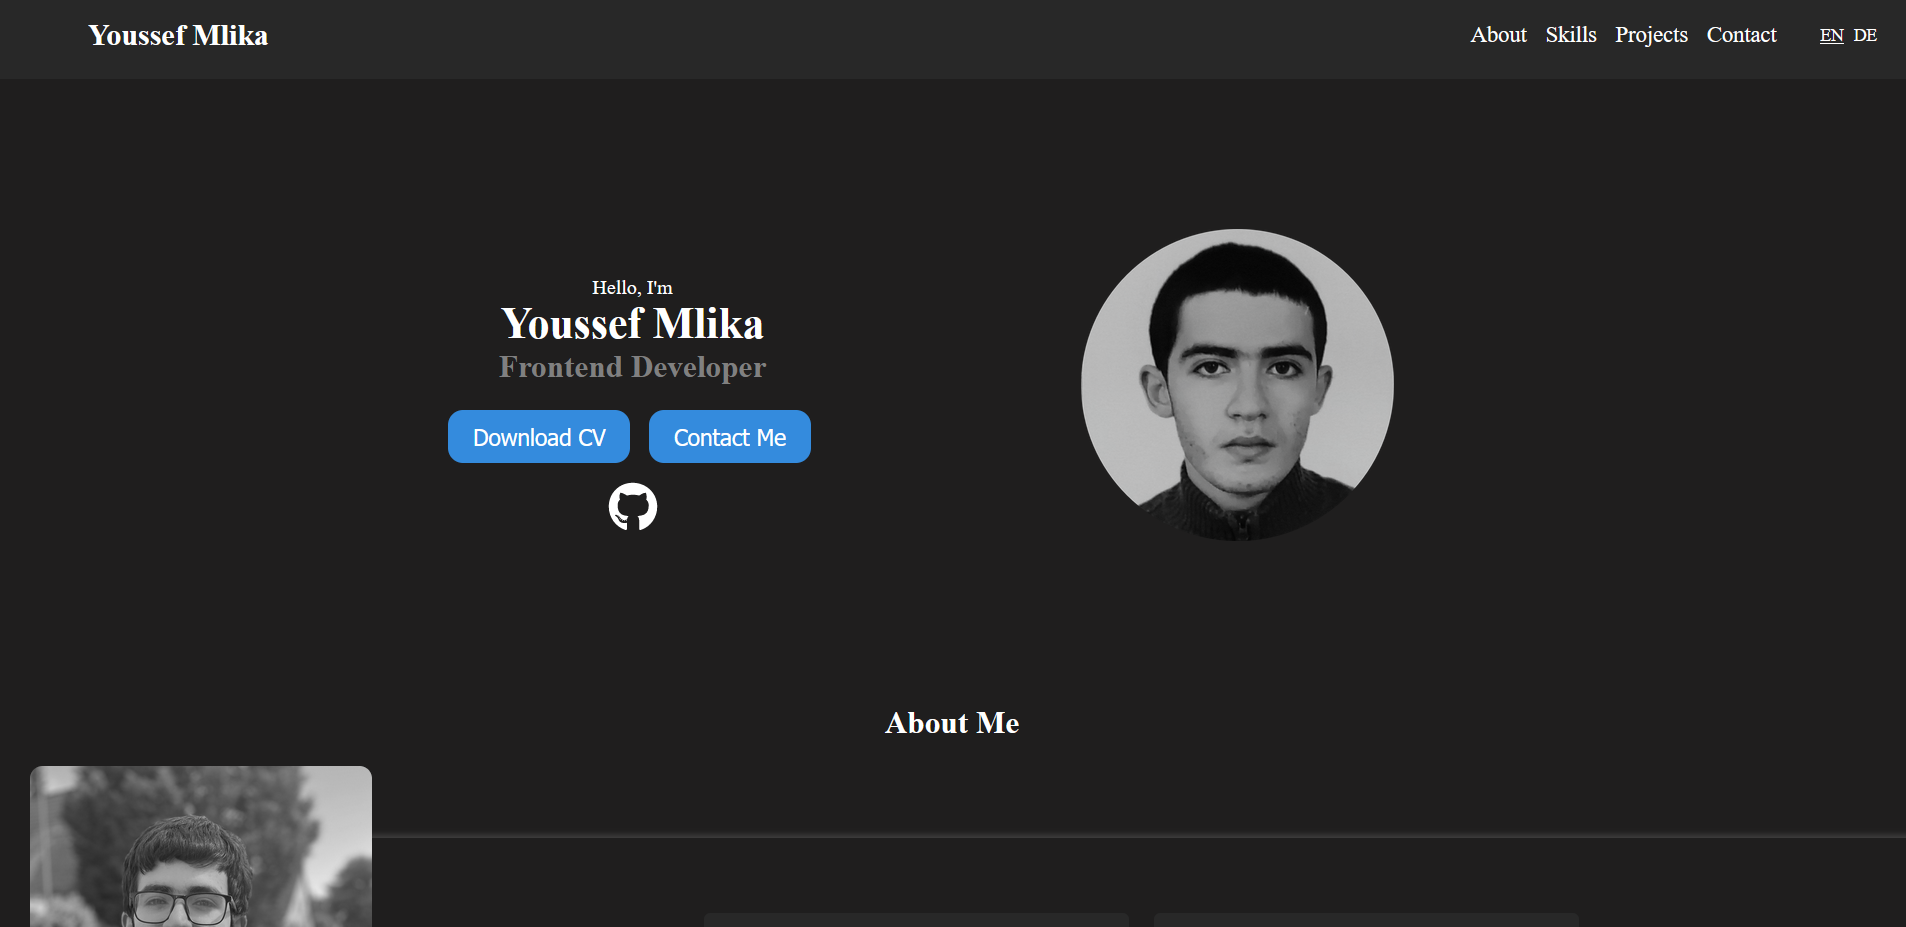 Youssef Mlika
About Skills Projects Contact EN DE
Hello, I'm
Youssef Mlika
Frontend Developer
Download CV Contact Me
About Me